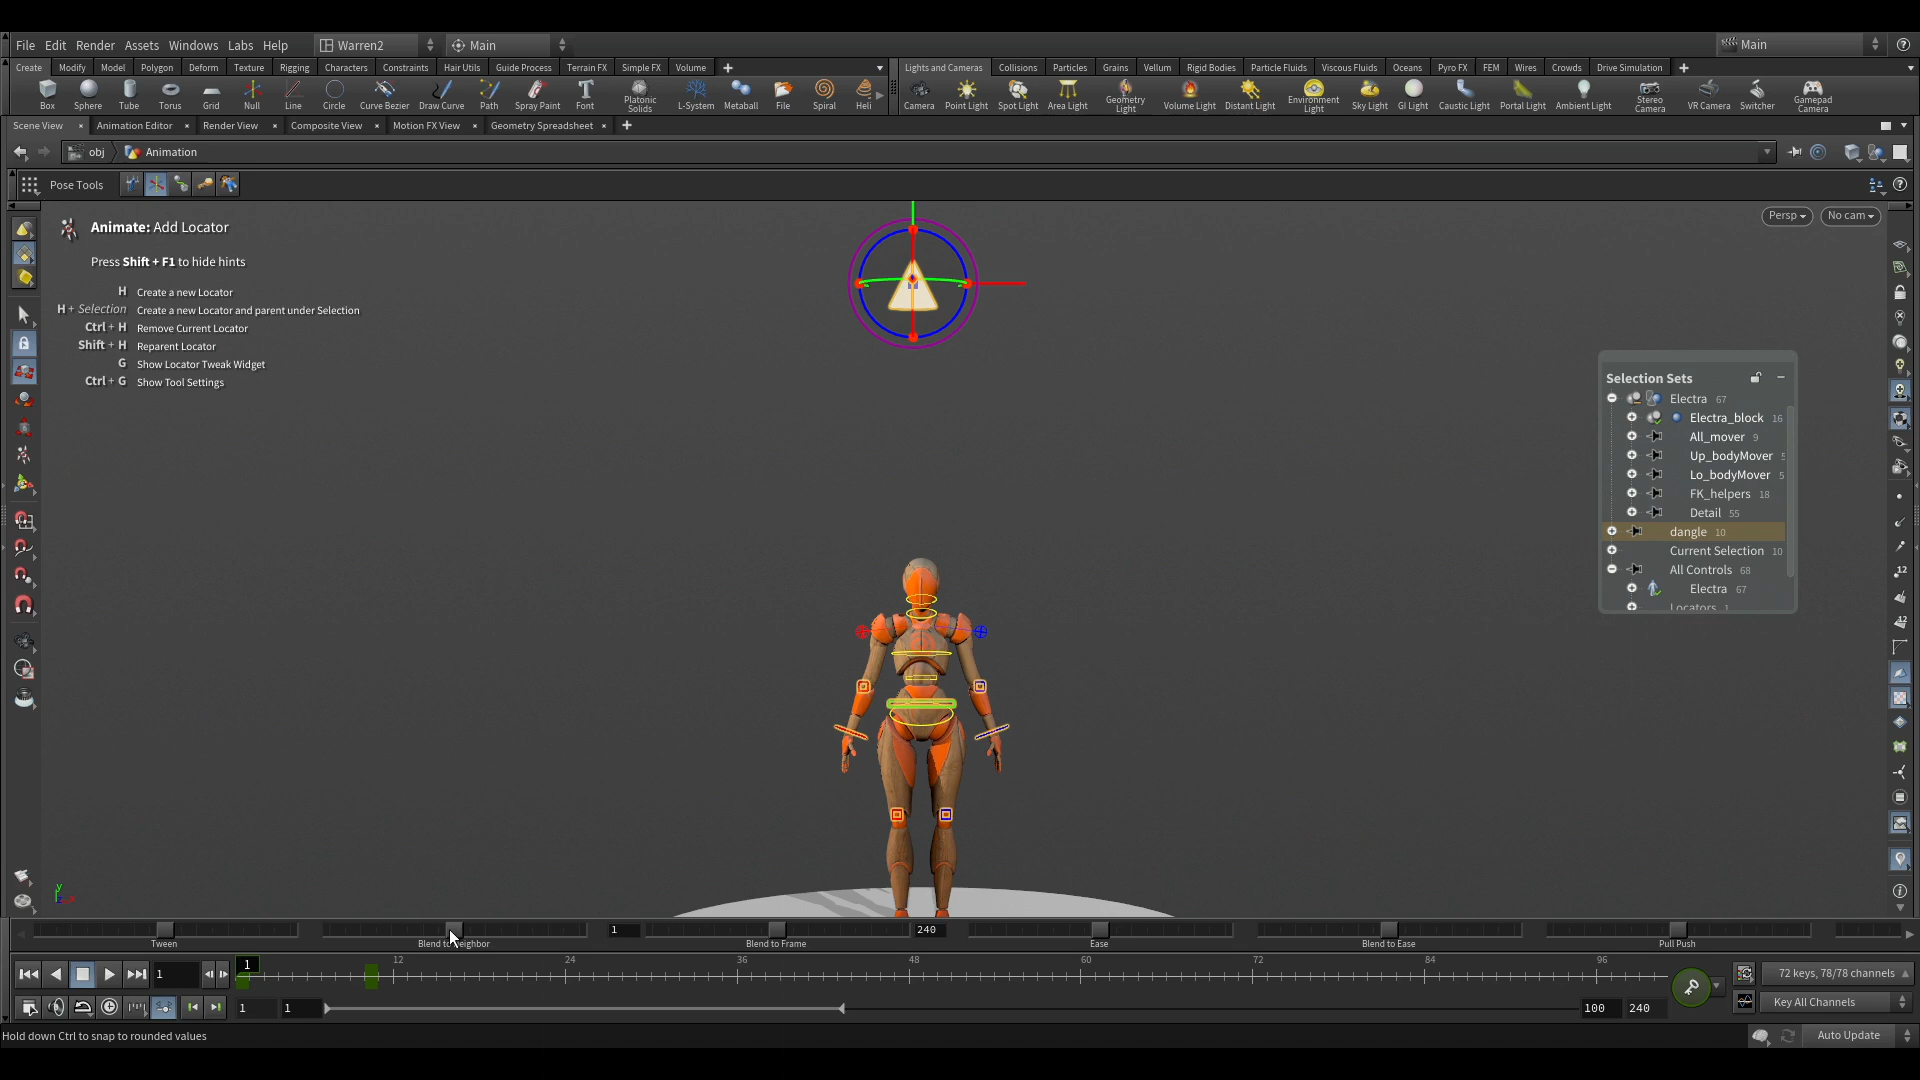 File Edit Render Assets Windows Labs Help Warren2 Main Main
Create Modify Model Polygon Deform Texture Rigging Characters Constraints Hair Utils Guide Process Terrain FX Simple FX Volume Lights and Cameras Collisions Particles Grains Vellum Rigid Bodies Particle Fluids Viscous Fluids Oceans Pyro FX FEM Wires Crowds Drive Simulation
Box Sphere Tube Torus Grid Null Line Circle Curve Bezier Draw Curve Path Spray Paint Font Platonic Solids L-System Metaball File Spiral Heli Camera Point Light Spot Light Area Light Geometry Light Volume Light Distant Light Environment Light Sky Light GI Light Caustic Light Portal Light Ambient Light Stereo Camera VR Camera Switcher Gamepad Camera
Scene View Animation Editor Render View Composite View Motion FX View Geometry Spreadsheet
obj Animation
Pose Tools
Persp No cam
Animate: Add Locator
Press Shift + F1 to hide hints
H Create a new Locator
H + Selection Create a new Locator and parent under Selection
Ctrl + H Remove Current Locator
Shift + H Reparent Locator
G Show Locator Tweak Widget
Ctrl + G Show Tool Settings
Selection Sets
Electra 67
Electra_block 16
All_mover 9
Up_bodyMover 5
Lo_bodyMover 5
FK_helpers 18
Detail 55
dangle 10
Current Selection 10
All Controls 68
Electra 67
Locators 1
12
12
y
1 240
Tween Blend to Neighbor Blend to Frame Ease Blend to Ease Pull Push
1 1 12 24 36 48 60 72 84 96 72 keys, 78/78 channels
1 1 100 240 Key All Channels
Hold down Ctrl to snap to rounded values Auto Update